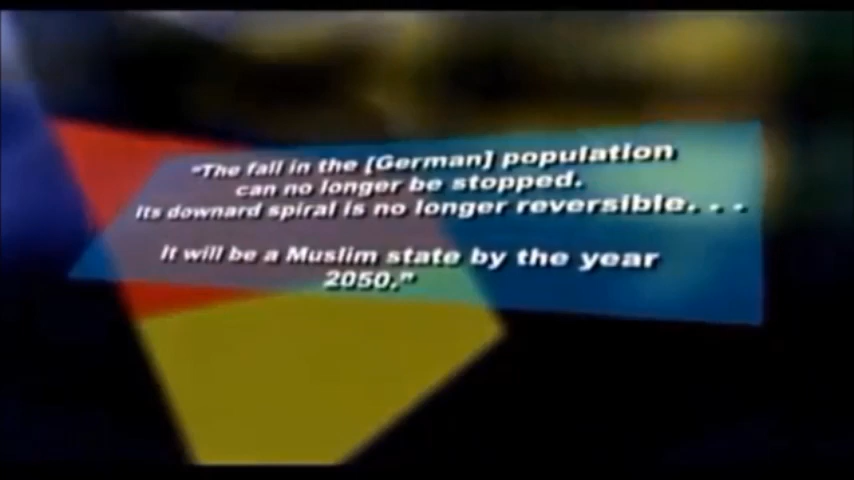 “The fall in the [German] population
can no longer be stopped.
Its downard spiral is no longer reversible. . .
It will be a Muslim state by the year
2050.”